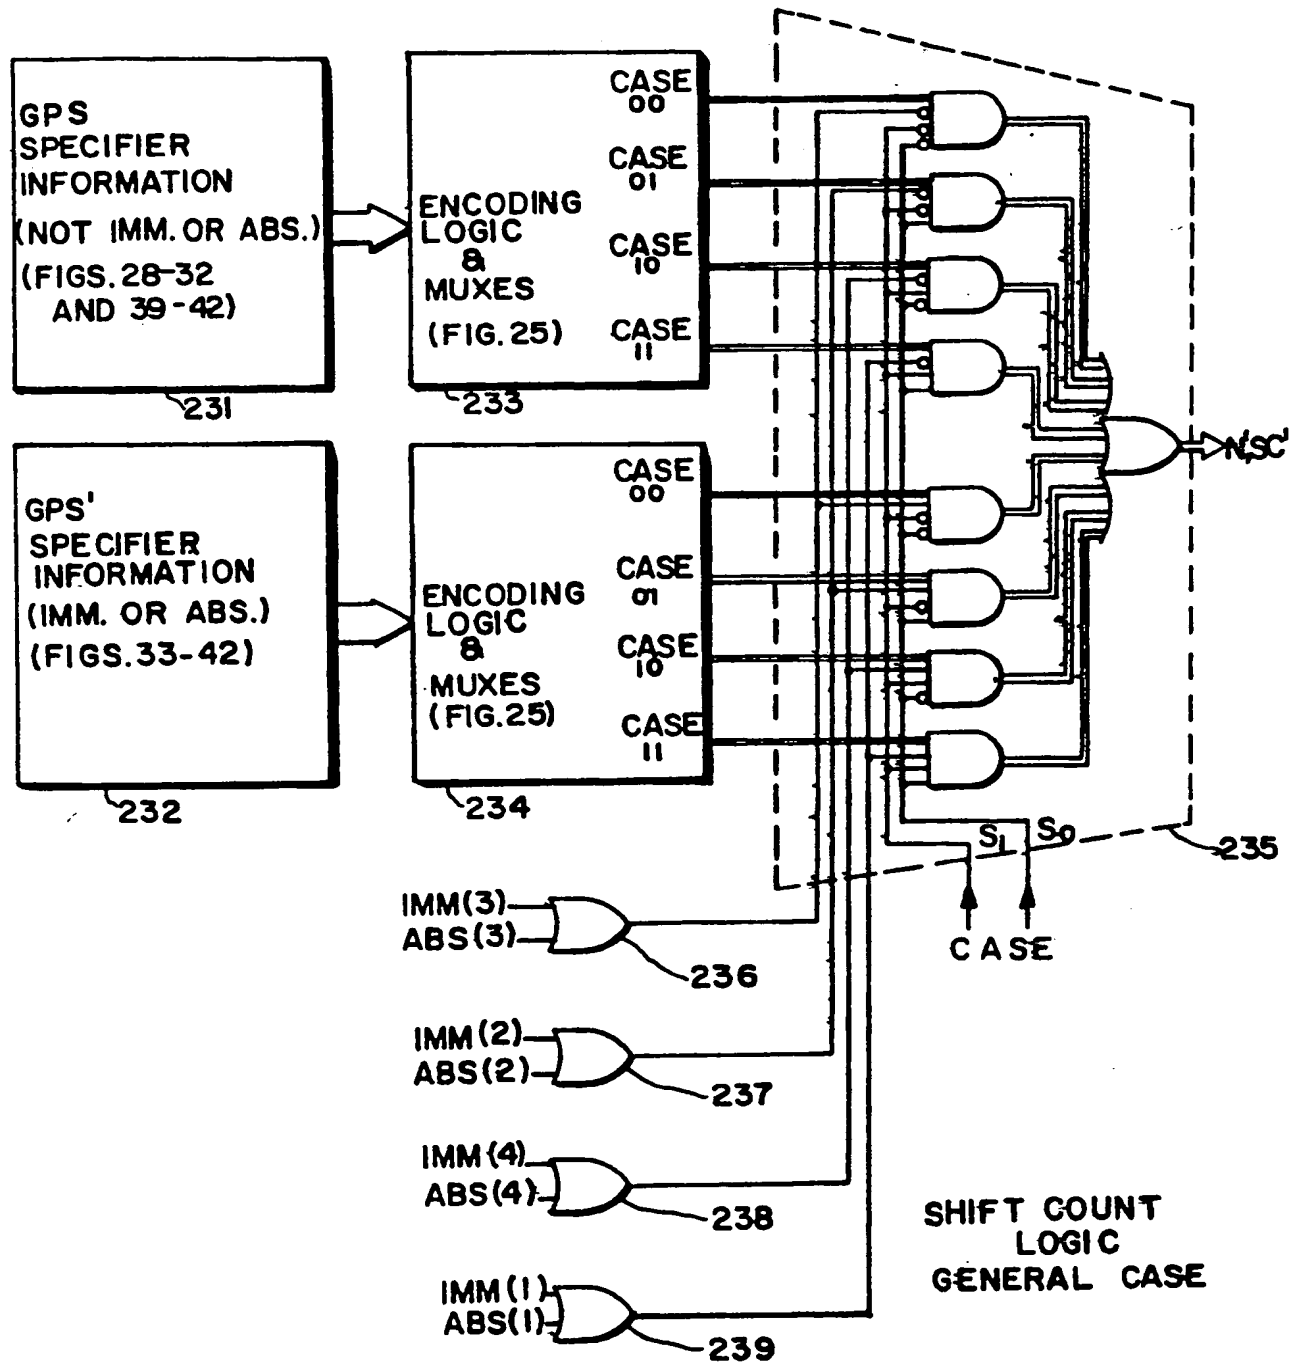 GPS
SPECIFIER
INFORMATION
(NOT IMM. OR ABS.)
(FIGS. 28-32
AND 39-42)
231
ENCODING
LOGIC
&
MUXES
(FIG. 25)
CASE
00
CASE
01
CASE
10
CASE
11
233
GPS'
SPECIFIER
INFORMATION
(IMM. OR ABS.)
(FIGS. 33-42)
232
ENCODING
LOGIC
&
MUXES
(FIG. 25)
CASE
00
CASE
01
CASE
10
CASE
11
234
N',SC'
S1 S0
235
CASE
IMM(3)
ABS(3)
236
IMM(2)
ABS(2)
237
IMM(4)
ABS(4)
238
IMM(1)
ABS(1)
239
SHIFT COUNT
LOGIC
GENERAL CASE